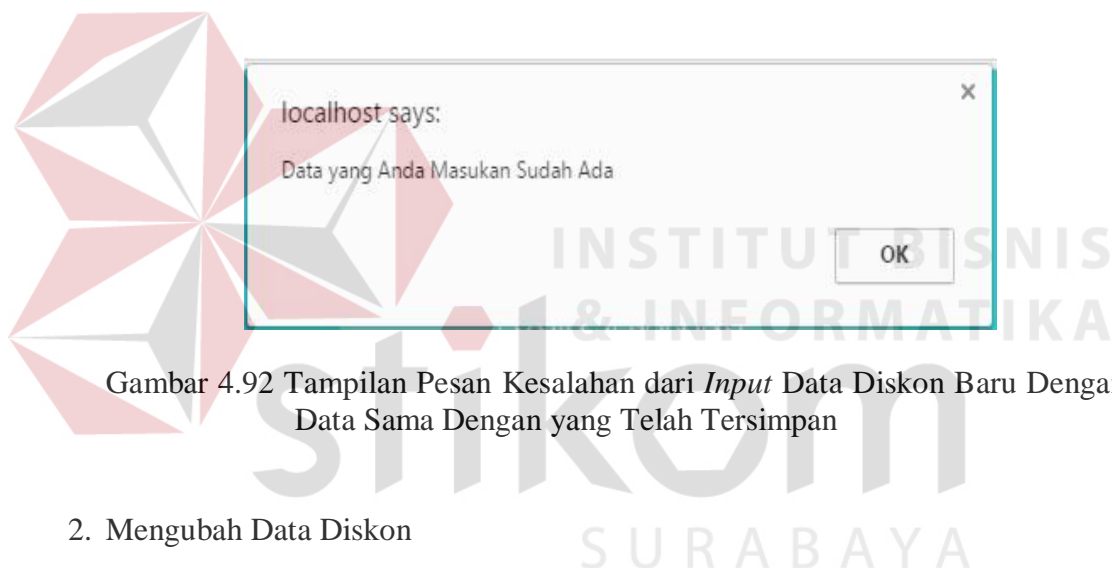 localhost says:
×
Data yang Anda Masukan Sudah Ada
OK
INSTITUT BISNIS
& INFORMATIKA
Gambar 4.92 Tampilan Pesan Kesalahan dari Input Data Diskon Baru Dengan
Data Sama Dengan yang Telah Tersimpan
stikom
2. Mengubah Data Diskon
SURABAYA